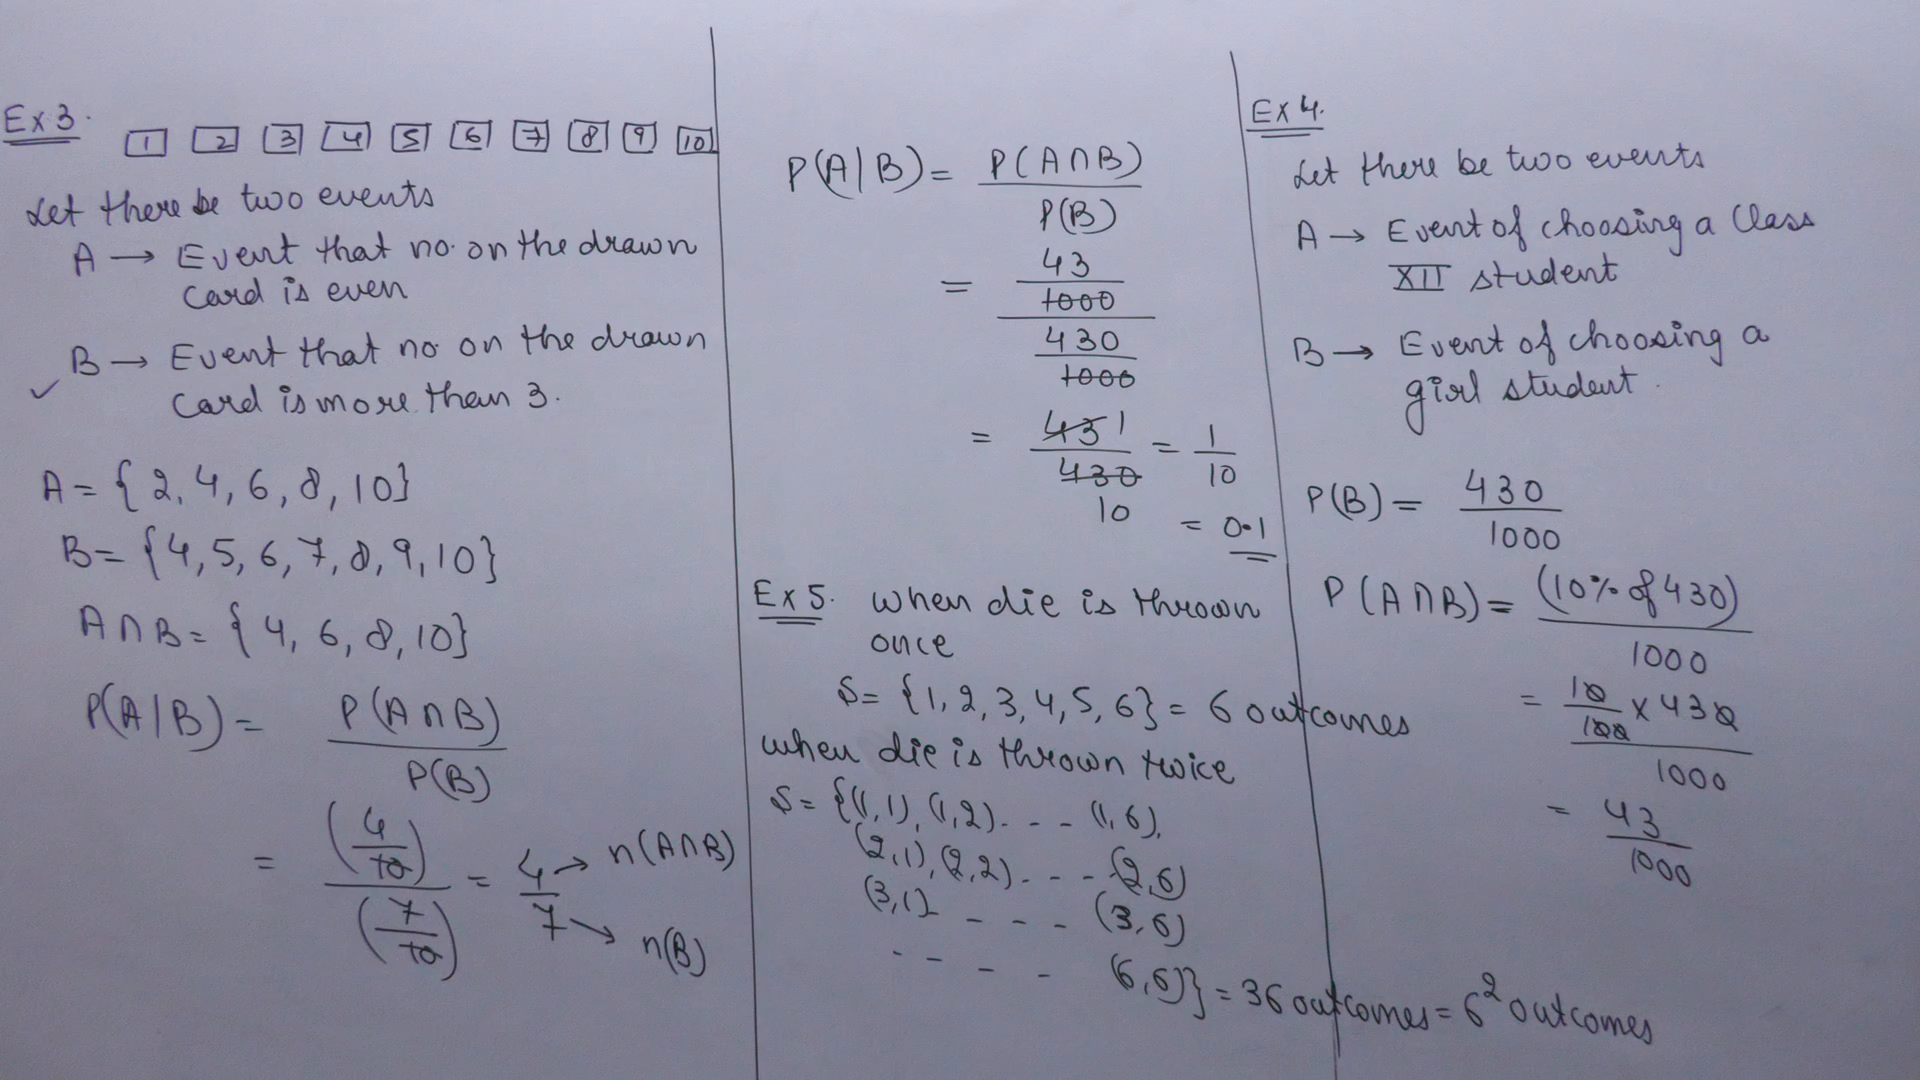 Ex 3.
1 2 3 4 5 6 7 8 9 10
Let there be two events
A → Event that no. on the drawn
card is even
B → Event that no. on the drawn
✓ card is more than 3.
A = { 2, 4, 6, 8, 10}
B = {4, 5, 6, 7, 8, 9, 10}
A∩B = { 4, 6, 8, 10}
P(A|B) = P(A∩B)
P(B)
= (4/10) = 4 → n(A∩B)
(7/10) 7 → n(B)
P(A|B) = P(A∩B)
P(B)
= 43
1000
430
1000
= 43 1 = 1
430 10
10 = 0.1
Ex 5. When die is thrown
once
S = {1, 2, 3, 4, 5, 6} = 6 outcomes
when die is thrown twice
S = {(1,1), (1,2). - - - (1,6),
(2,1), (2,2). - - - (2,6)
(3,1) - - - - (3,6)
- - - - (6,6)} = 36 outcomes = 6² outcomes
Ex 4.
Let there be two events
A → Event of choosing a Class
XII student
B → Event of choosing a
girl student.
P(B) = 430
1000
P(A∩B) = (10% of 430)
1000
= 10/100 × 430
1000
= 43
1000